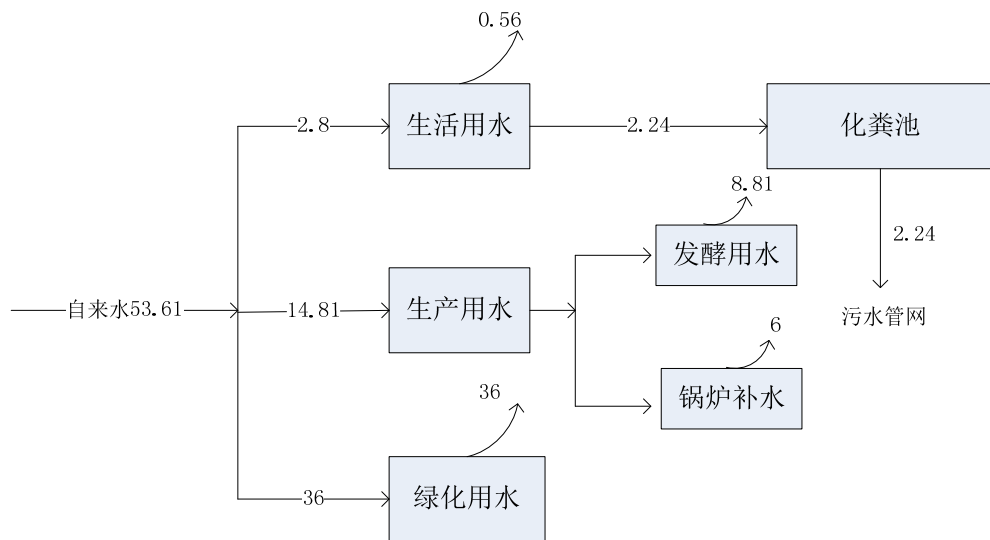 0.56
2.8
生活用水
2.24
化粪池
8.81
2.24
发酵用水
自来水53.61
14.81
生产用水
污水管网
6
锅炉补水
36
36
绿化用水